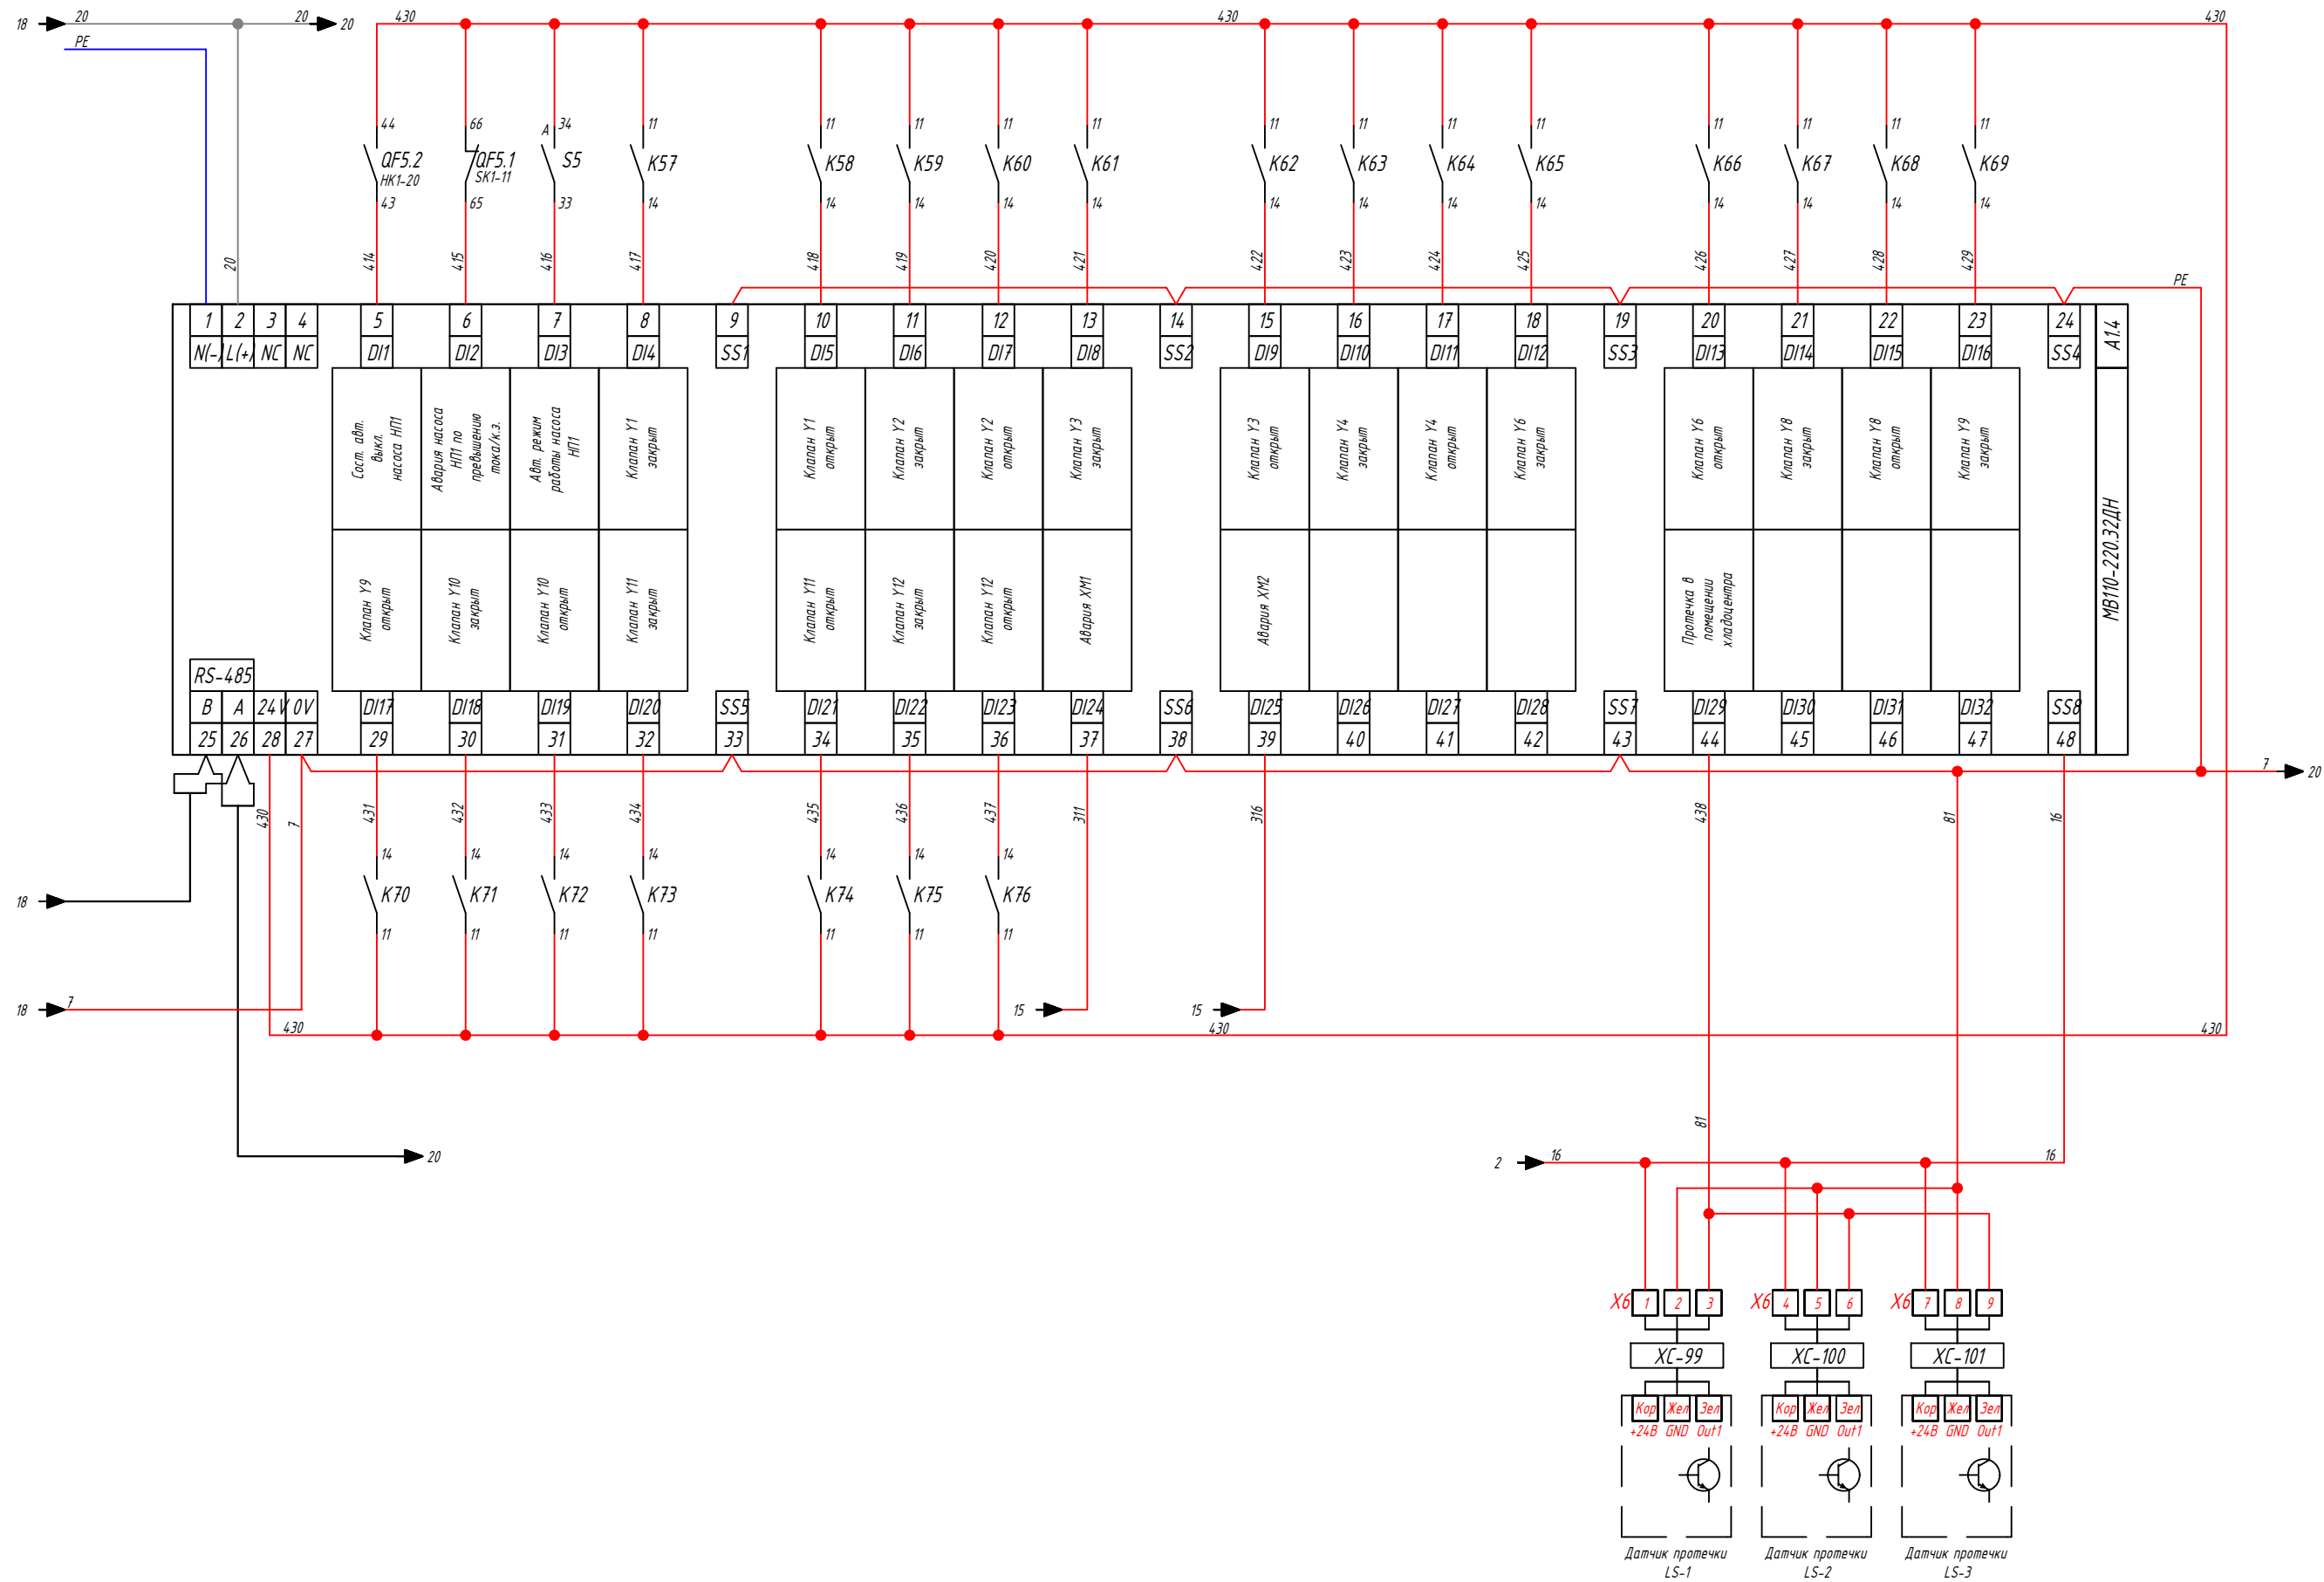 18 20 20 20 430 430 430
PE
44 66 A 34 11 11 11 11 11 11 11 11 11 11 11 11 11
QF5.2 QF5.1 S5 K57 K58 K59 K60 K61 K62 K63 K64 K65 K66 K67 K68 K69
НК1-20 SK1-11
43 65 33 14 14 14 14 14 14 14 14 14 14 14 14 14
20 414 415 416 417 418 419 420 421 422 423 424 425 426 427 428 429
PE
1 2 3 4 5 6 7 8 9 10 11 12 13 14 15 16 17 18 19 20 21 22 23 24
N(-) L(+) NC NC DI1 DI2 DI3 DI4 SS1 DI5 DI6 DI7 DI8 SS2 DI9 DI10 DI11 DI12 SS3 DI13 DI14 DI15 DI16 SS4
A1.4
МВ110-220.32ДН
Сост. авт.
выкл.
насоса НП1
Авария насоса
НП1 по
превышению
тока/к.з.
Авт. режим
работы насоса
НП1
Клапан Y1
закрыт
Клапан Y1
открыт
Клапан Y2
закрыт
Клапан Y2
открыт
Клапан Y3
закрыт
Клапан Y3
открыт
Клапан Y4
закрыт
Клапан Y4
открыт
Клапан Y6
закрыт
Клапан Y6
открыт
Клапан Y8
закрыт
Клапан Y8
открыт
Клапан Y9
закрыт
Клапан Y9
открыт
Клапан Y10
закрыт
Клапан Y10
открыт
Клапан Y11
закрыт
Клапан Y11
открыт
Клапан Y12
закрыт
Клапан Y12
открыт
Авария ХМ1
Авария ХМ2
Протечка в
помещении
хладоцентра
RS-485
B A 24V 0V DI17 DI18 DI19 DI20 SS5 DI21 DI22 DI23 DI24 SS6 DI25 DI26 DI27 DI28 SS7 DI29 DI30 DI31 DI32 SS8
25 26 28 27 29 30 31 32 33 34 35 36 37 38 39 40 41 42 43 44 45 46 47 48
7 20
430 7 431 432 433 434 435 436 437 311 316 438 81 16
14 14 14 14 14 14 14
18 K70 K71 K72 K73 K74 K75 K76
11 11 11 11 11 11 11
18 7 15 15
430 430 430
81
20
2 16 16
X6 1 2 3 X6 4 5 6 X6 7 8 9
XC-99 XC-100 XC-101
Кор Жел Зел Кор Жел Зел Кор Жел Зел
+24В GND Out1 +24В GND Out1 +24В GND Out1
Датчик протечки Датчик протечки Датчик протечки
LS-1 LS-2 LS-3